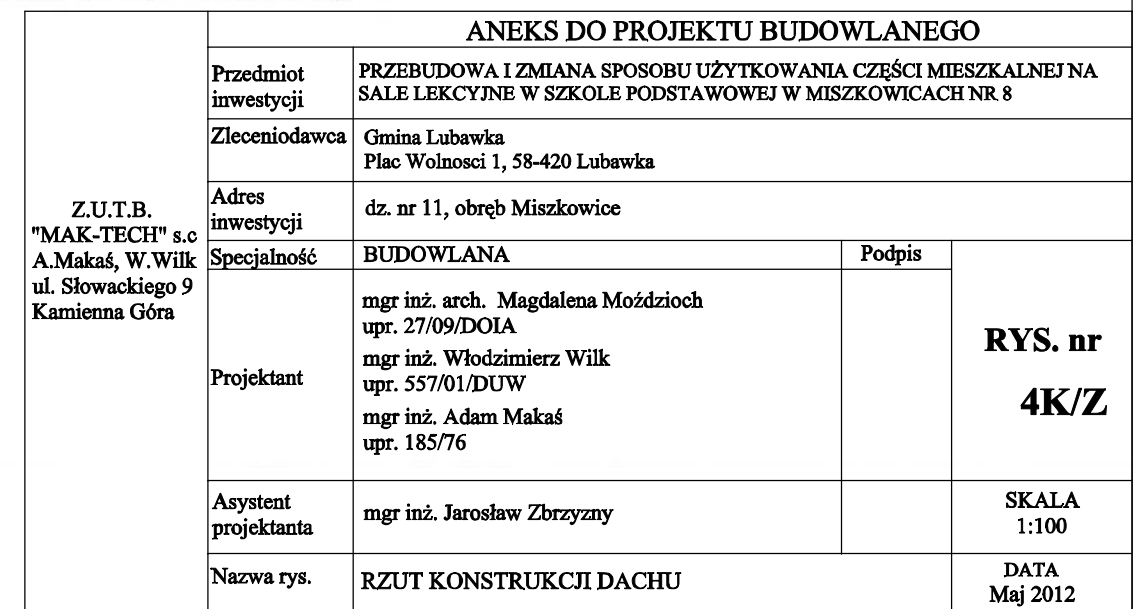 ANEKS DO PROJEKTU BUDOWLANEGO
Przedmiot
inwestycji
PRZEBUDOWA I ZMIANA SPOSOBU UŻYTKOWANIA CZĘŚCI MIESZKALNEJ NA
SALE LEKCYJNE W SZKOLE PODSTAWOWEJ W MISZKOWICACH NR 8
Zleceniodawca
Gmina Lubawka
Plac Wolnosci 1, 58-420 Lubawka
Adres
inwestycji
dz. nr 11, obręb Miszkowice
Z.U.T.B.
"MAK-TECH" s.c
A.Makaś, W.Wilk
ul. Słowackiego 9
Kamienna Góra
Specjalność
BUDOWLANA
Podpis
Projektant
mgr inż. arch. Magdalena Moździoch
upr. 27/09/DOIA
mgr inż. Włodzimierz Wilk
upr. 557/01/DUW
mgr inż. Adam Makaś
upr. 185/76
RYS. nr
4K/Z
Asystent
projektanta
mgr inż. Jarosław Zbrzyzny
SKALA
1:100
Nazwa rys.
RZUT KONSTRUKCJI DACHU
DATA
Maj 2012